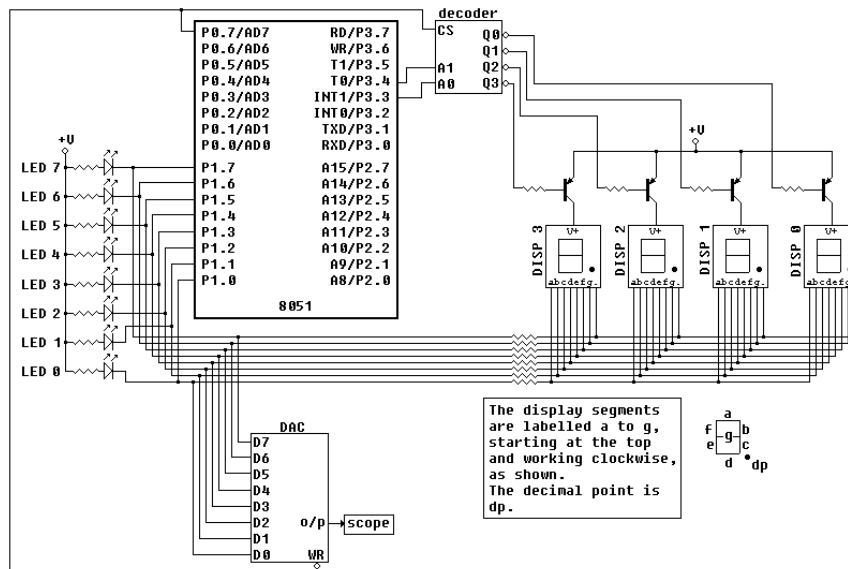 decoder
CS
Q0
Q1
Q2
Q3
A1
A0
P0.7/AD7 RD/P3.7
P0.6/AD6 WR/P3.6
P0.5/AD5 T1/P3.5
P0.4/AD4 T0/P3.4
P0.3/AD3 INT1/P3.3
P0.2/AD2 INT0/P3.2
P0.1/AD1 TXD/P3.1
P0.0/AD0 RXD/P3.0
P1.7 A15/P2.7
P1.6 A14/P2.6
P1.5 A13/P2.5
P1.4 A12/P2.4
P1.3 A11/P2.3
P1.2 A10/P2.2
P1.1 A9/P2.1
P1.0 A8/P2.0
8051
+V
LED 7
LED 6
LED 5
LED 4
LED 3
LED 2
LED 1
LED 0
+V
DISP 3
V+
abcdefg.
DISP 2
V+
abcdefg.
DISP 1
V+
abcdefg.
DISP 0
V+
abcdefg.
DAC
D7
D6
D5
D4
D3
D2
D1
D0
o/p
scope
WR
The display segments
are labelled a to g,
starting at the top
and working clockwise,
as shown.
The decimal point is
dp.
a
f b
g
e c
d dp